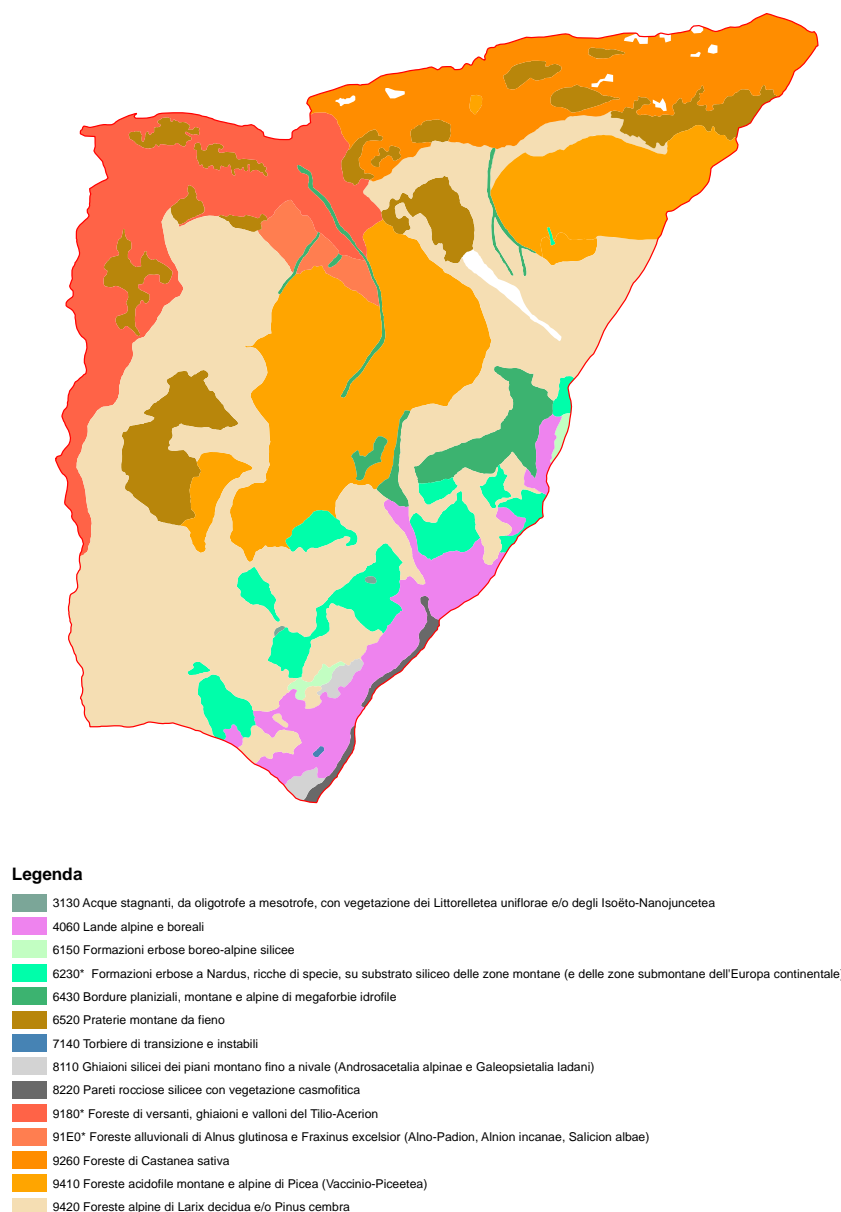 Legenda
3130 Acque stagnanti, da oligotrofe a mesotrofe, con vegetazione dei Littorelletea uniflorae e/o degli Isoëto-Nanojuncetea
4060 Lande alpine e boreali
6150 Formazioni erbose boreo-alpine silicee
6230* Formazioni erbose a Nardus, ricche di specie, su substrato siliceo delle zone montane (e delle zone submontane dell'Europa continentale)
6430 Bordure planiziali, montane e alpine di megaforbie idrofile
6520 Praterie montane da fieno
7140 Torbiere di transizione e instabili
8110 Ghiaioni silicei dei piani montano fino a nivale (Androsacetalia alpinae e Galeopsietalia ladani)
8220 Pareti rocciose silicee con vegetazione casmofitica
9180* Foreste di versanti, ghiaioni e valloni del Tilio-Acerion
91E0* Foreste alluvionali di Alnus glutinosa e Fraxinus excelsior (Alno-Padion, Alnion incanae, Salicion albae)
9260 Foreste di Castanea sativa
9410 Foreste acidofile montane e alpine di Picea (Vaccinio-Piceetea)
9420 Foreste alpine di Larix decidua e/o Pinus cembra